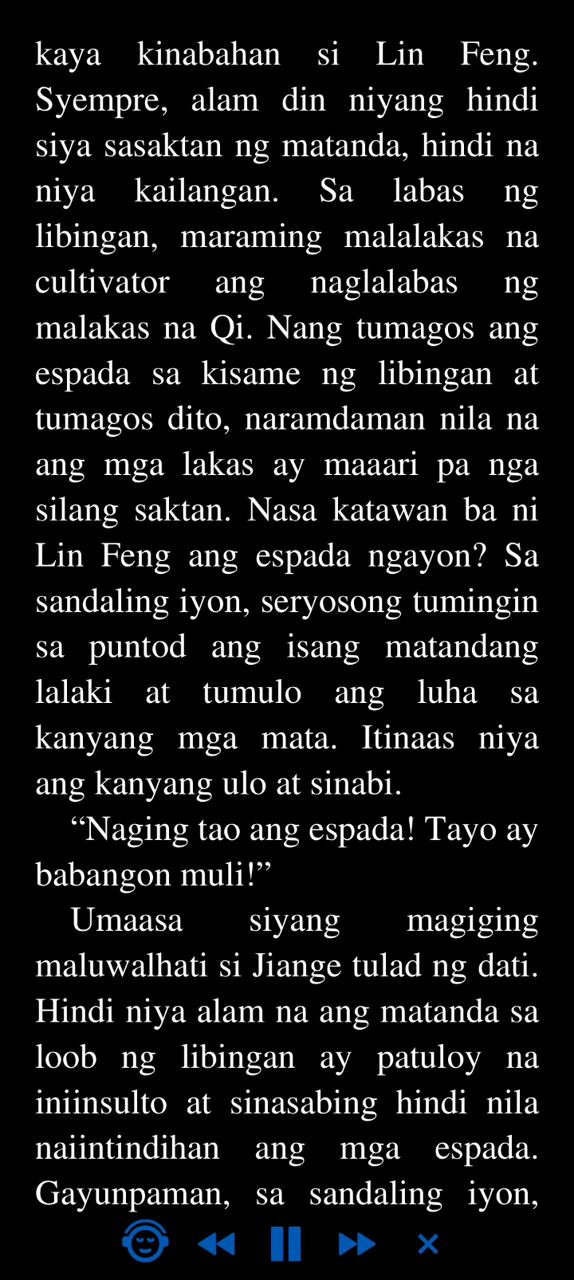 kaya kinabahan si Lin Feng.
Syempre, alam din niyang hindi
siya sasaktan ng matanda, hindi na
niya kailangan. Sa labas ng
libingan, maraming malalakas na
cultivator ang naglalabas ng
malakas na Qi. Nang tumagos ang
espada sa kisame ng libingan at
tumagos dito, naramdaman nila na
ang mga lakas ay maaari pa nga
silang saktan. Nasa katawan ba ni
Lin Feng ang espada ngayon? Sa
sandaling iyon, seryosong tumingin
sa puntod ang isang matandang
lalaki at tumulo ang luha sa
kanyang mga mata. Itinaas niya
ang kanyang ulo at sinabi.
“Naging tao ang espada! Tayo ay
babangon muli!”
Umaasa siyang magiging
maluwalhati si Jiange tulad ng dati.
Hindi niya alam na ang matanda sa
loob ng libingan ay patuloy na
iniinsulto at sinasabing hindi nila
naiintindihan ang mga espada.
Gayunpaman, sa sandaling iyon,